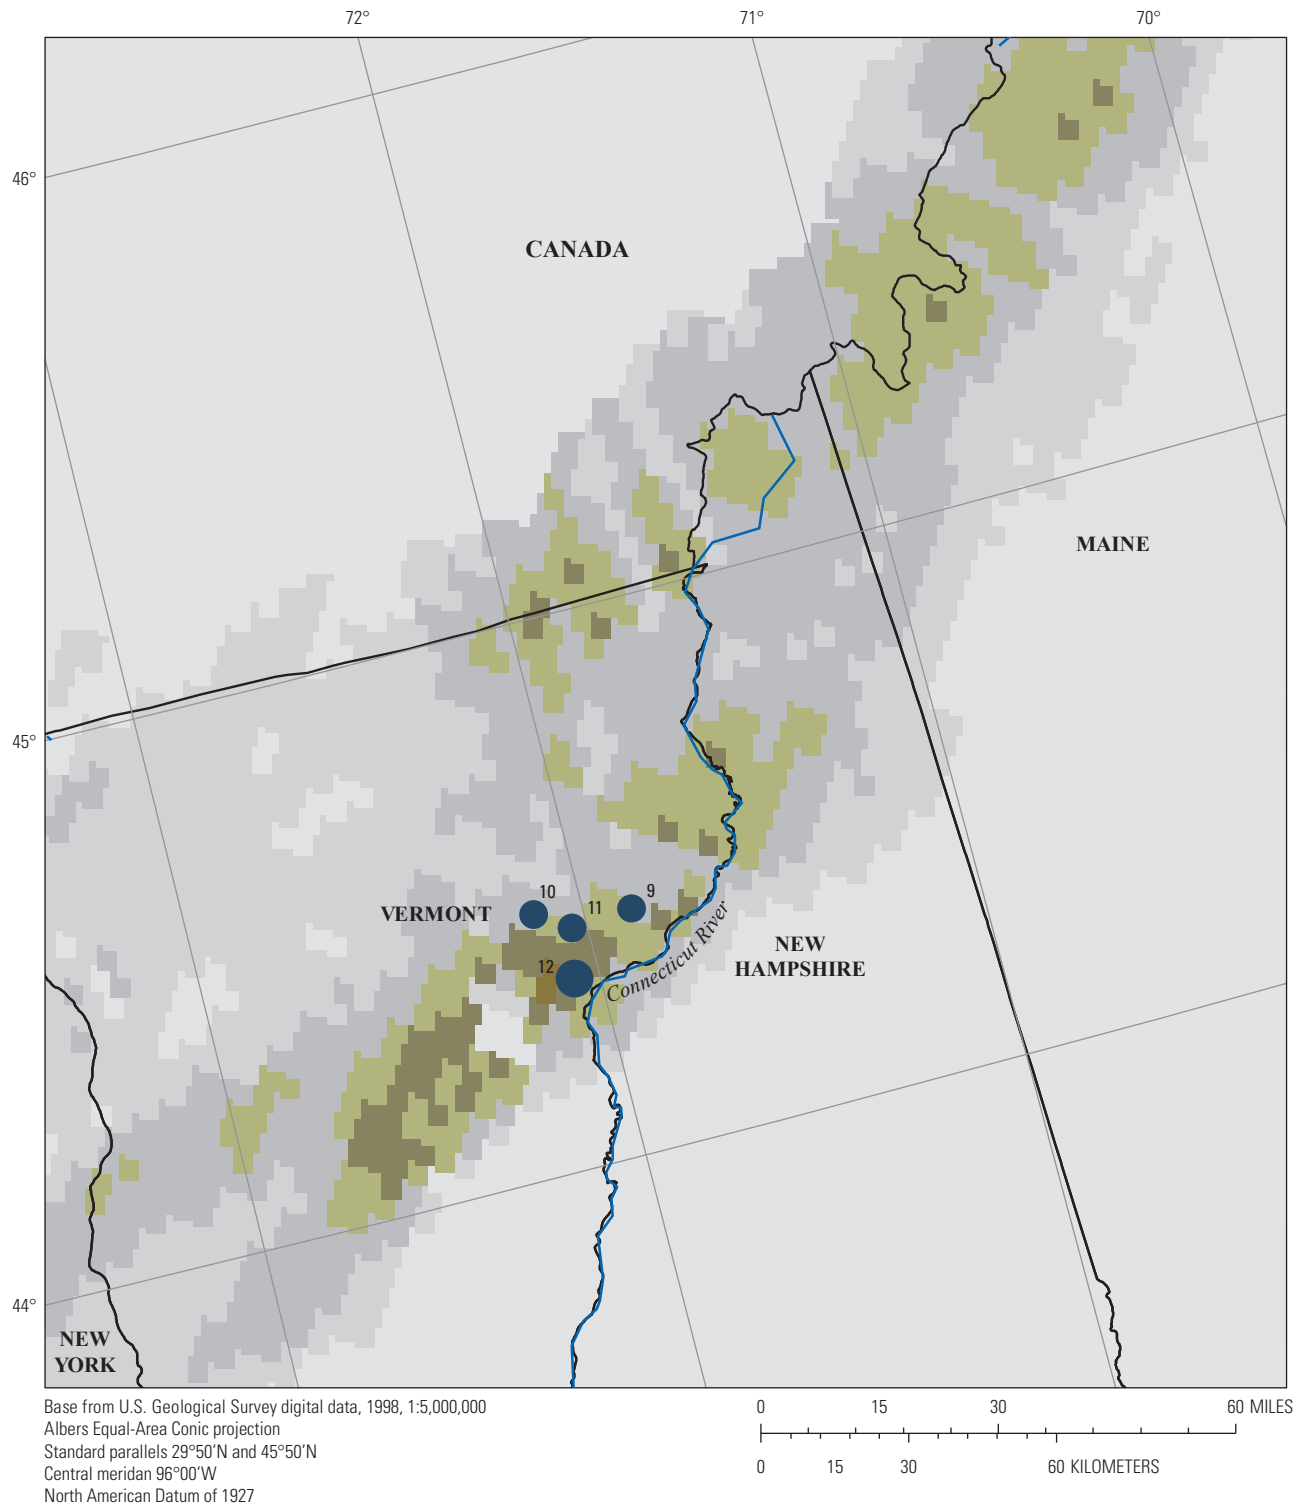 72°
71°
70°
46°
CANADA
MAINE
45°
10
9
11
VERMONT
12
Connecticut River
NEW
HAMPSHIRE
44°
NEW
YORK
Base from U.S. Geological Survey digital data, 1998, 1:5,000,000
Albers Equal-Area Conic projection
Standard parallels 29°50'N and 45°50'N
Central meridian 96°00'W
North American Datum of 1927
0 15 30 60 MILES
0 15 30 60 KILOMETERS